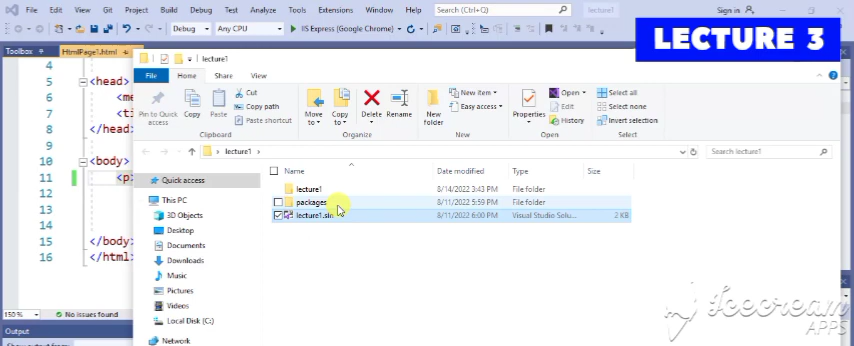 File Edit View Git Project Build Debug Test Analyze Tools Extensions Window Help Search (Ctrl+Q) lecture1 Sign in
Debug Any CPU IIS Express (Google Chrome)
LECTURE 3
Toolbox HtmlPage1.html
4
5 <head>
6 <me
7 <ti
8 </head>
9
10 <body>
11 <p
12
15 </body>
16 </html>
150 % No issues found
Output
lecture1
File Home Share View
Pin to Quick access Copy Paste Cut Copy path Paste shortcut
Clipboard
Move to Copy to Delete Rename
Organize
New folder New item Easy access
New
Properties Open Edit History
Open
Select all Select none Invert selection
Select
lecture1 Search lecture1
Name Date modified Type Size
lecture1 8/14/2022 3:43 PM File folder
packages 8/11/2022 5:59 PM File folder
lecture1.sln 8/11/2022 6:00 PM Visual Studio Solu... 2 KB
Quick access
This PC
3D Objects
Desktop
Documents
Downloads
Music
Pictures
Videos
Local Disk (C:)
Network
Icecream
APPS